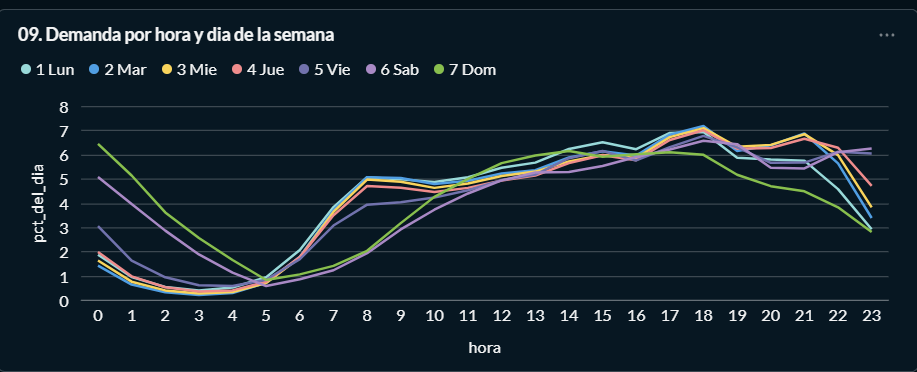 09. Demanda por hora y dia de la semana
1 Lun 2 Mar 3 Mie 4 Jue 5 Vie 6 Sab 7 Dom
8
7
6
5
4
3
2
1
0
pct_del_dia
0 1 2 3 4 5 6 7 8 9 10 11 12 13 14 15 16 17 18 19 20 21 22 23
hora